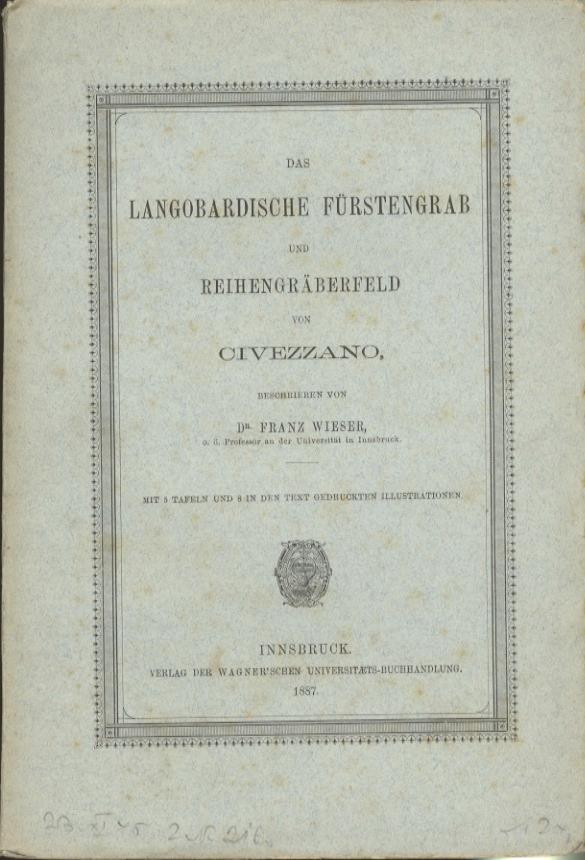 DAS
LANGOBARDISCHE FÜRSTENGRAB
UND
REIHENGRÄBERFELD
VON
CIVEZZANO,
BESCHRIEBEN VON
DR. FRANZ WIESER,
o. ö. Professor an der Universität in Innsbruck.
MIT 5 TAFELN UND 8 IN DEN TEXT GEDRUCKTEN ILLUSTRATIONEN.
INNSBRUCK.
VERLAG DER WAGNER'SCHEN UNIVERSITÆTS-BUCHHANDLUNG.
1887.